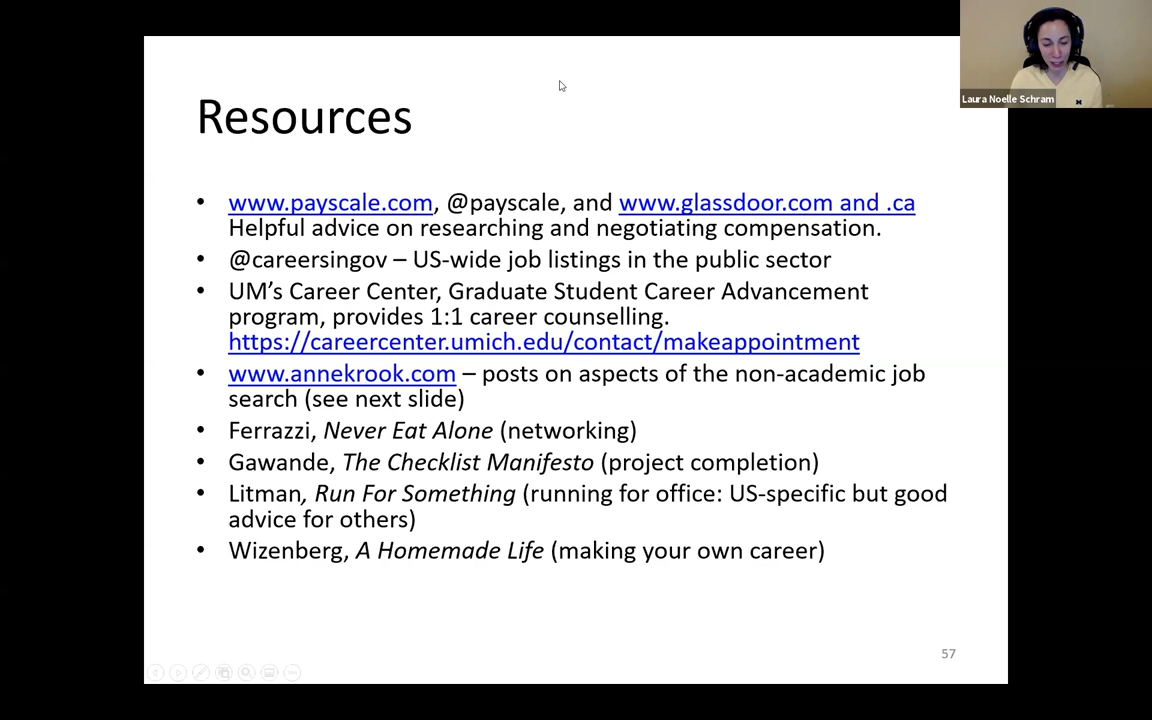 Laura Noelle Schram
Resources
• www.payscale.com, @payscale, and www.glassdoor.com and .ca
Helpful advice on researching and negotiating compensation.
• @careersingov – US-wide job listings in the public sector
• UM’s Career Center, Graduate Student Career Advancement
program, provides 1:1 career counselling.
https://careercenter.umich.edu/contact/makeappointment
• www.annekrook.com – posts on aspects of the non-academic job
search (see next slide)
• Ferrazzi, Never Eat Alone (networking)
• Gawande, The Checklist Manifesto (project completion)
• Litman, Run For Something (running for office: US-specific but good
advice for others)
• Wizenberg, A Homemade Life (making your own career)
57